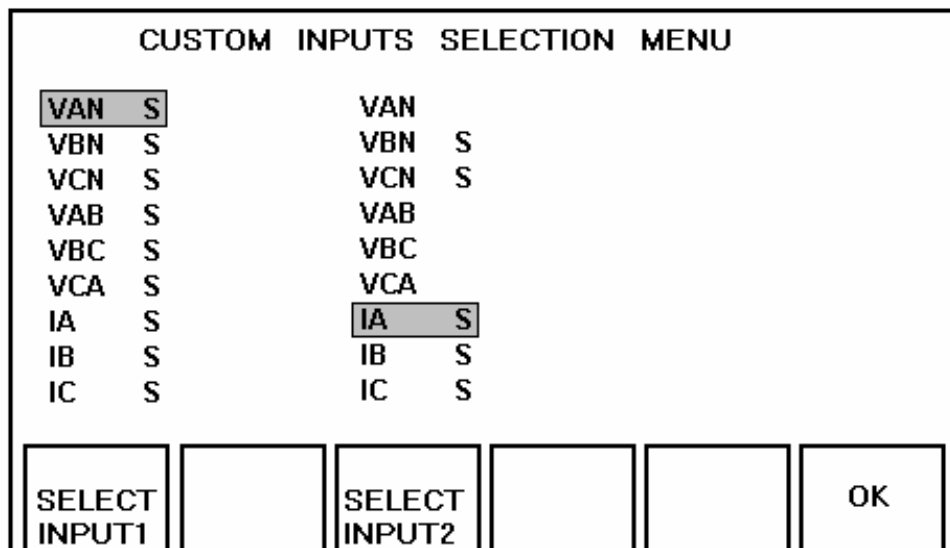 CUSTOM INPUTS SELECTION MENU
VAN S VAN
VBN S VBN S
VCN S VCN S
VAB S VAB
VBC S VBC
VCA S VCA
IA S IA S
IB S IB S
IC S IC S
SELECT INPUT1
SELECT INPUT2
OK